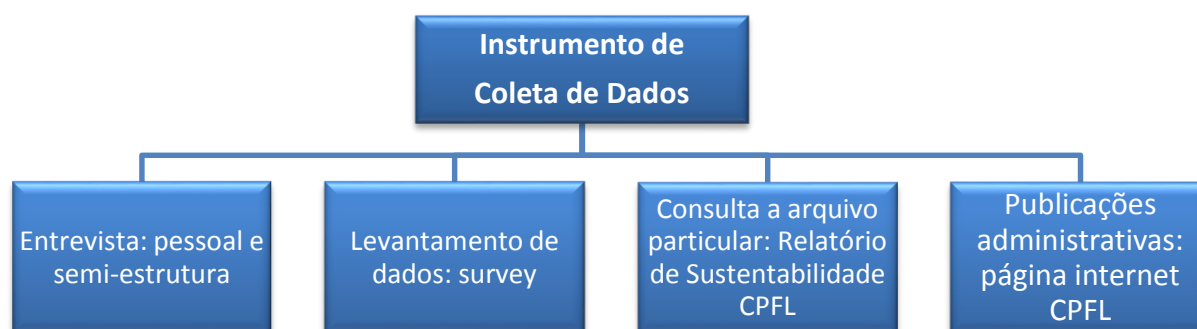 Instrumento de
Coleta de Dados
Entrevista: pessoal e
semi-estrutura
Levantamento de
dados: survey
Consulta a arquivo
particular: Relatório
de Sustentabilidade
CPFL
Publicações
administrativas:
página internet
CPFL